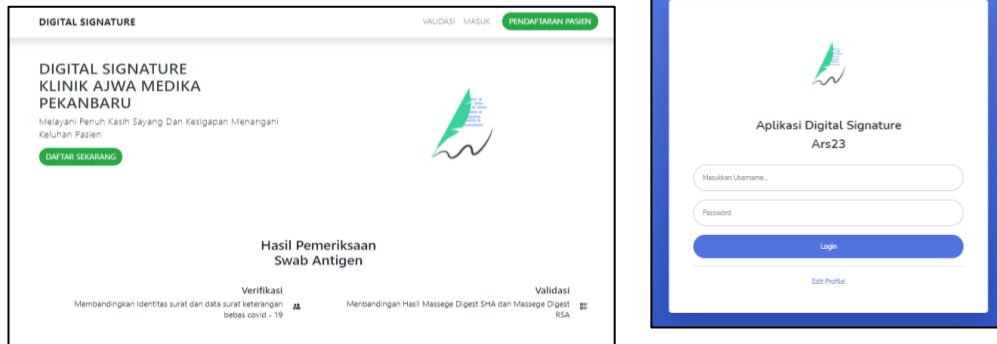 DIGITAL SIGNATURE
VALIDASI MASUK PENDAFTARAN PASIEN
DIGITAL SIGNATURE
KLINIK AJWA MEDIKA
PEKANBARU
Melayani Penuh Kasih Sayang Dan Kesigapan Menangani
Keluhan Pasien
DAFTAR SEKARANG
Hasil Pemeriksaan
Swab Antigen
Verifikasi
Membandingkan Identitas surat dan data surat keterangan
bebas covid - 19
Validasi
Menbandingan Hasil Massege Digest SHA dan Massege Digest
RSA
Aplikasi Digital Signature
Ars23
Masukkan Username...
Password
Login
Edit Profile!